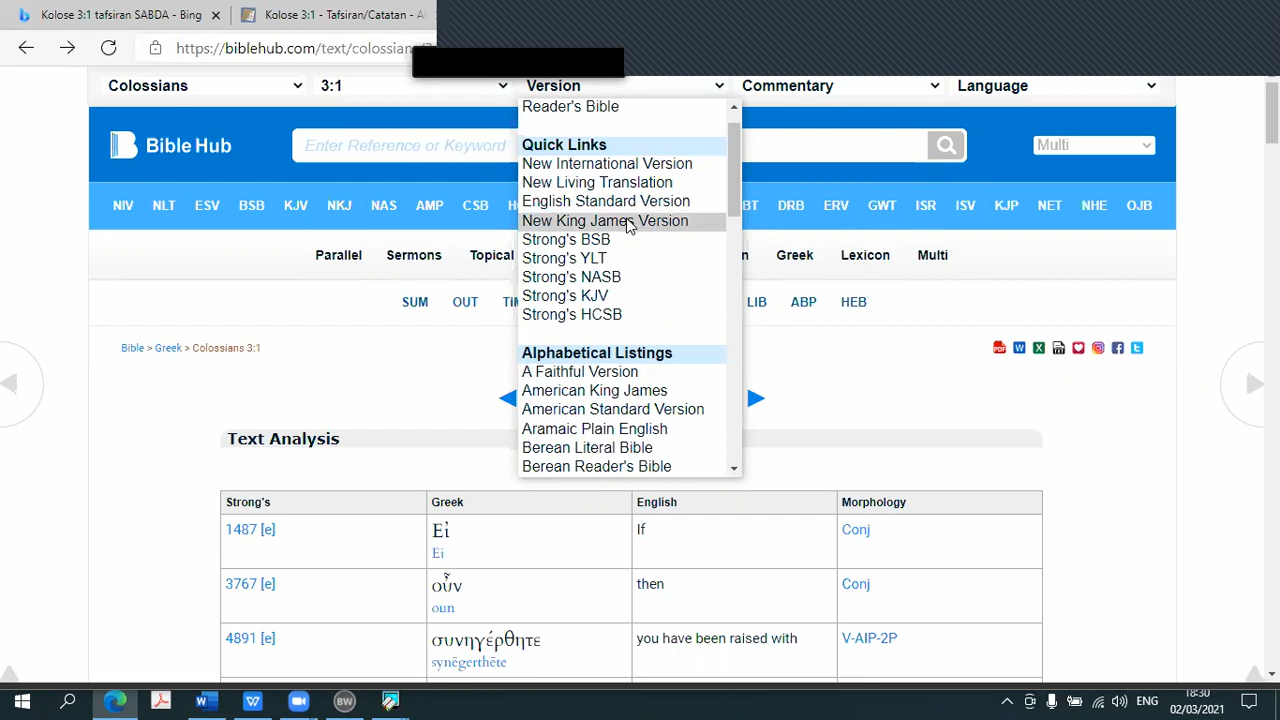 Kolose 3:1 tafsiran SABDA - Bing
Kolose 3:1 - Tafsiran/Catatan - Al
https://biblehub.com/text/colossian
Colossians 3:1 Version Commentary Language
Reader's Bible
Quick Links
Bible Hub Enter Reference or Keyword Multi
New International Version
New Living Translation
English Standard Version
NIV NLT ESV BSB KJV NKJ NAS AMP CSB DRB ERV GWT ISR ISV KJP NET NHE OJB
New King James Version
Strong's BSB
Parallel Sermons Topical Greek Lexicon Multi
Strong's YLT
Strong's NASB
Strong's KJV
SUM OUT LIB ABP HEB
Strong's HCSB
Bible > Greek > Colossians 3:1
Alphabetical Listings
A Faithful Version
American King James
American Standard Version
Aramaic Plain English
Berean Literal Bible
Berean Reader's Bible
Text Analysis
Strong's Greek English Morphology
1487 [e] Εἰ If Conj
Ei
3767 [e] οὖν then Conj
oun
4891 [e] συνηγέρθητε you have been raised with V-AIP-2P
synēgerthēte
ENG
18:30
02/03/2021